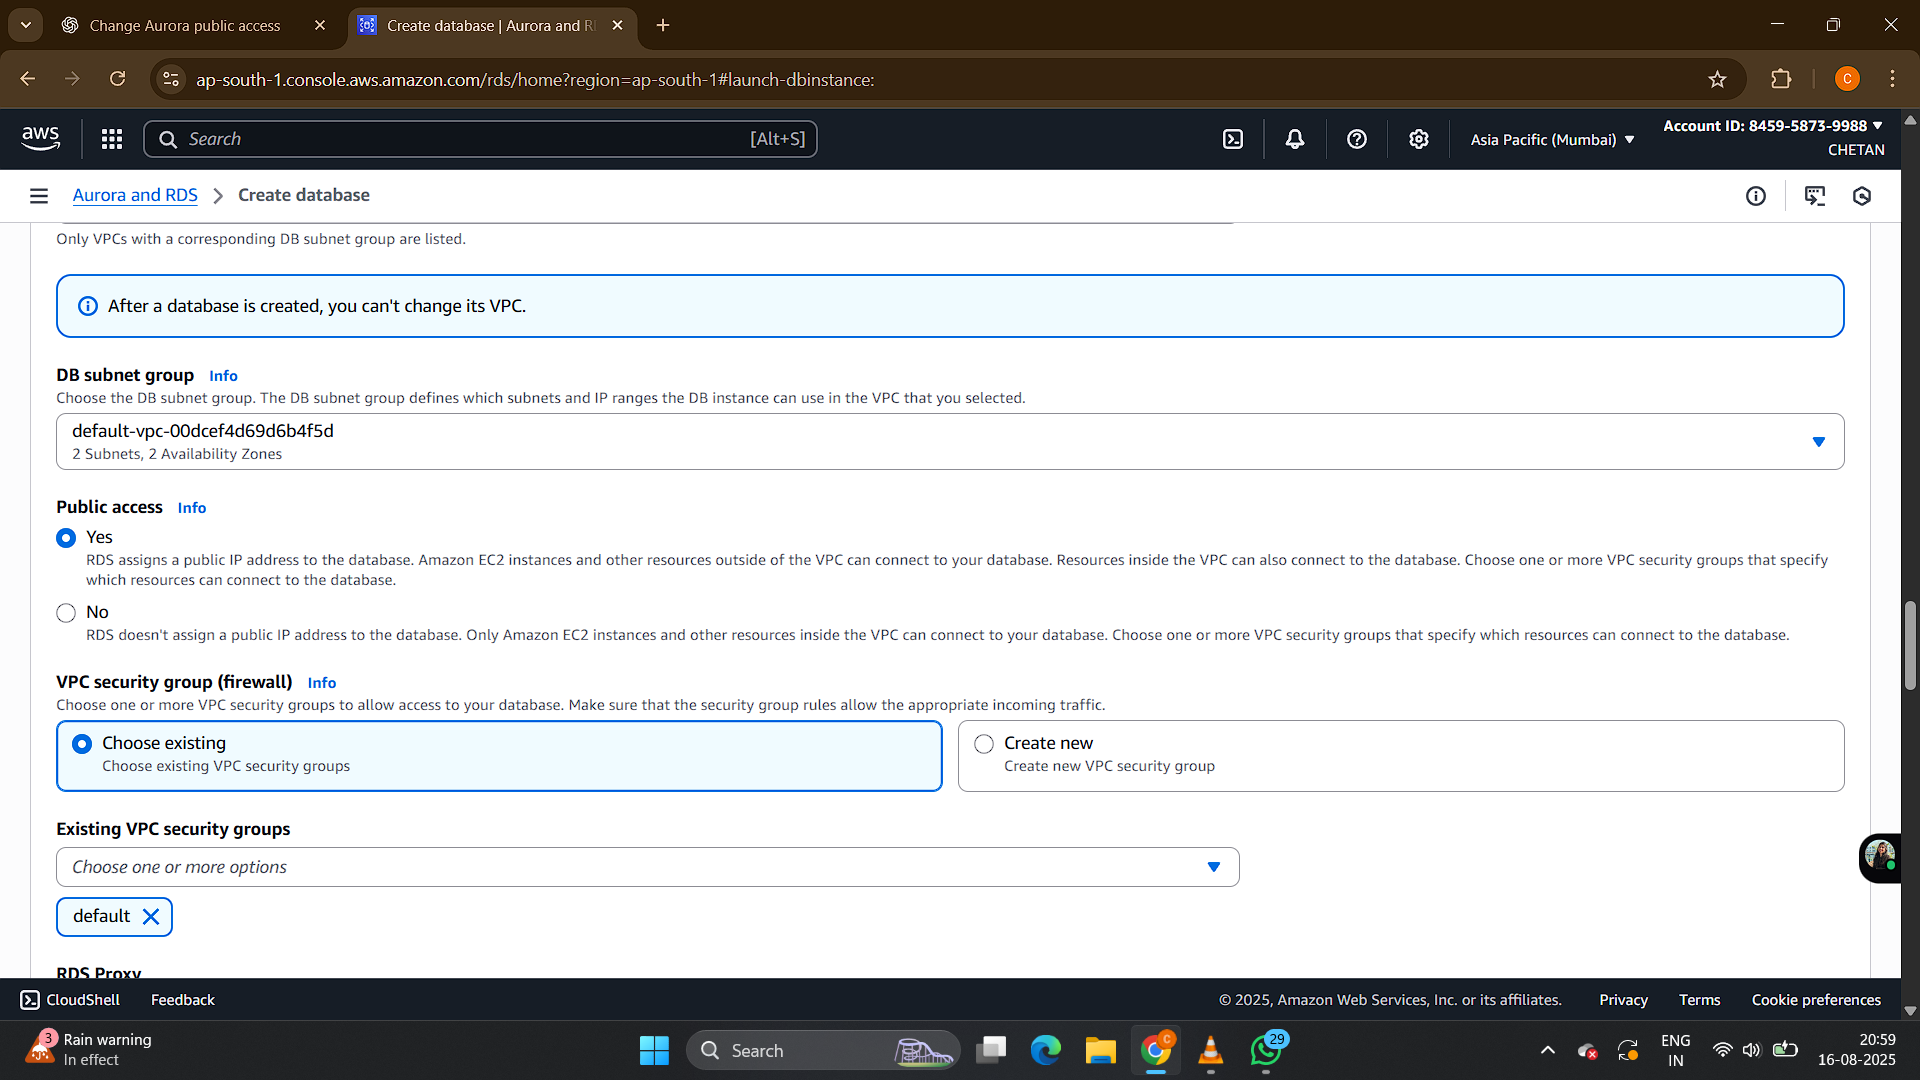 Change Aurora public access
Create database | Aurora and R
ap-south-1.console.aws.amazon.com/rds/home?region=ap-south-1#launch-dbinstance:
C
aws
Search
[Alt+S]
Asia Pacific (Mumbai)
Account ID: 8459-5873-9988
CHETAN
Aurora and RDS > Create database
Only VPCs with a corresponding DB subnet group are listed.
After a database is created, you can't change its VPC.
DB subnet group Info
Choose the DB subnet group. The DB subnet group defines which subnets and IP ranges the DB instance can use in the VPC that you selected.
default-vpc-00dcef4d69d6b4f5d
2 Subnets, 2 Availability Zones
Public access Info
Yes
RDS assigns a public IP address to the database. Amazon EC2 instances and other resources outside of the VPC can connect to your database. Resources inside the VPC can also connect to the database. Choose one or more VPC security groups that specify
which resources can connect to the database.
No
RDS doesn't assign a public IP address to the database. Only Amazon EC2 instances and other resources inside the VPC can connect to your database. Choose one or more VPC security groups that specify which resources can connect to the database.
VPC security group (firewall) Info
Choose one or more VPC security groups to allow access to your database. Make sure that the security group rules allow the appropriate incoming traffic.
Choose existing
Choose existing VPC security groups
Create new
Create new VPC security group
Existing VPC security groups
Choose one or more options
default
RDS Proxy
CloudShell Feedback
© 2025, Amazon Web Services, Inc. or its affiliates. Privacy Terms Cookie preferences
3
Rain warning
In effect
Search
C
29
ENG
IN
20:59
16-08-2025